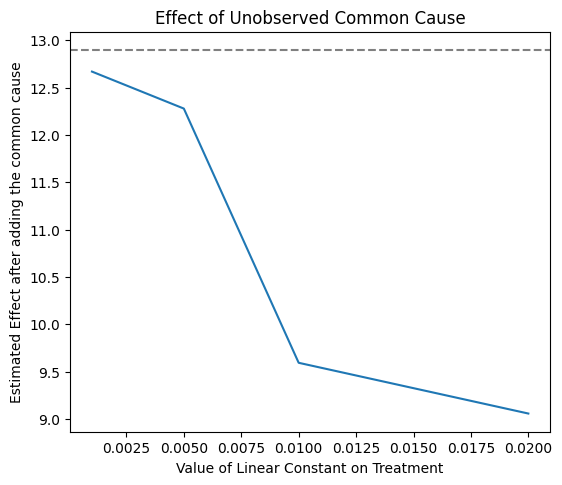 Effect of Unobserved Common Cause
Estimated Effect after adding the common cause
13.0
12.5
12.0
11.5
11.0
10.5
10.0
9.5
9.0
0.0025 0.0050 0.0075 0.0100 0.0125 0.0150 0.0175 0.0200
Value of Linear Constant on Treatment